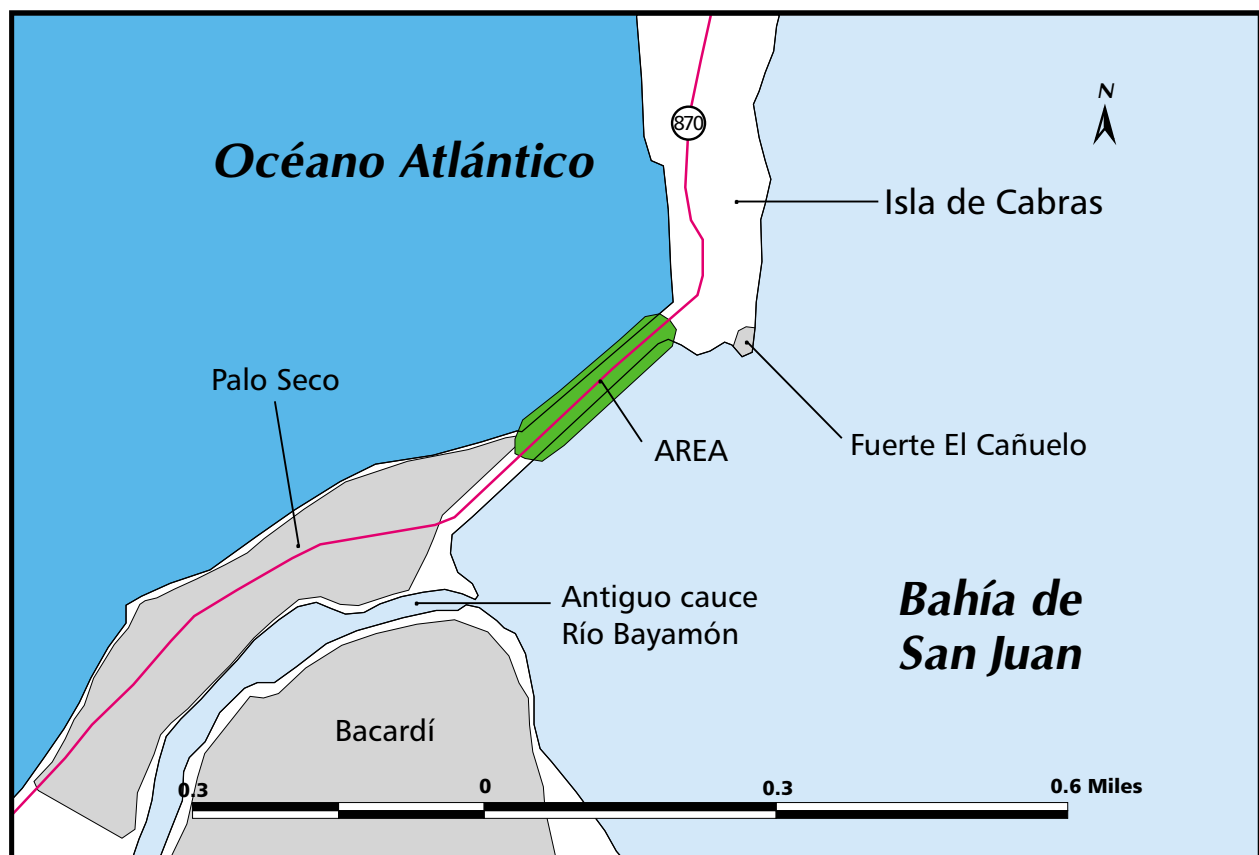 N
870
Océano Atlántico
Isla de Cabras
Palo Seco
AREA
Fuerte El Cañuelo
Antiguo cauce
Río Bayamón
Bahía de
San Juan
Bacardí
0.3 0 0.3 0.6 Miles